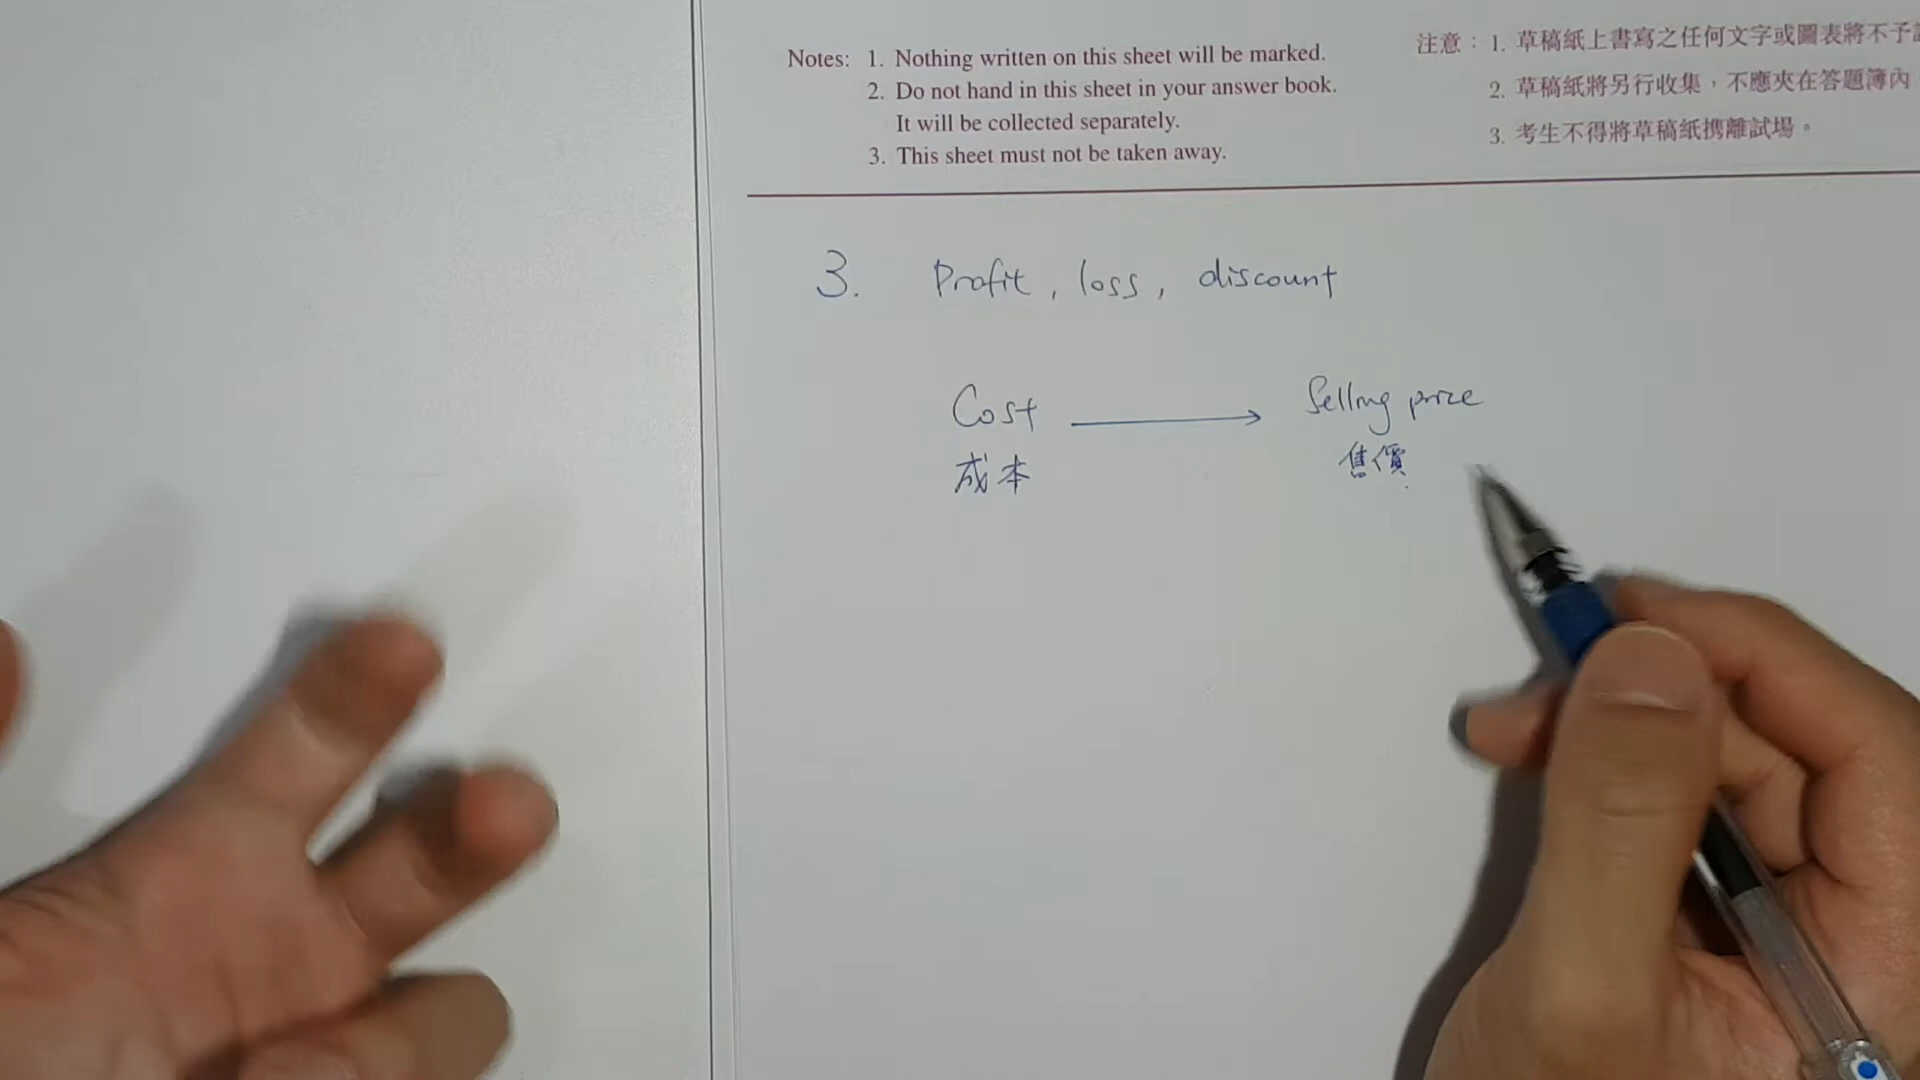 Notes: 1. Nothing written on this sheet will be marked.
2. Do not hand in this sheet in your answer book.
It will be collected separately.
3. This sheet must not be taken away.
注意：1. 草稿紙上書寫之任何文字或圖表將不予
2. 草稿紙將另行收集，不應夾在答題簿內
3. 考生不得將草稿紙携離試場。
3. Profit, loss, discount
Cost → Selling price
成本 售價